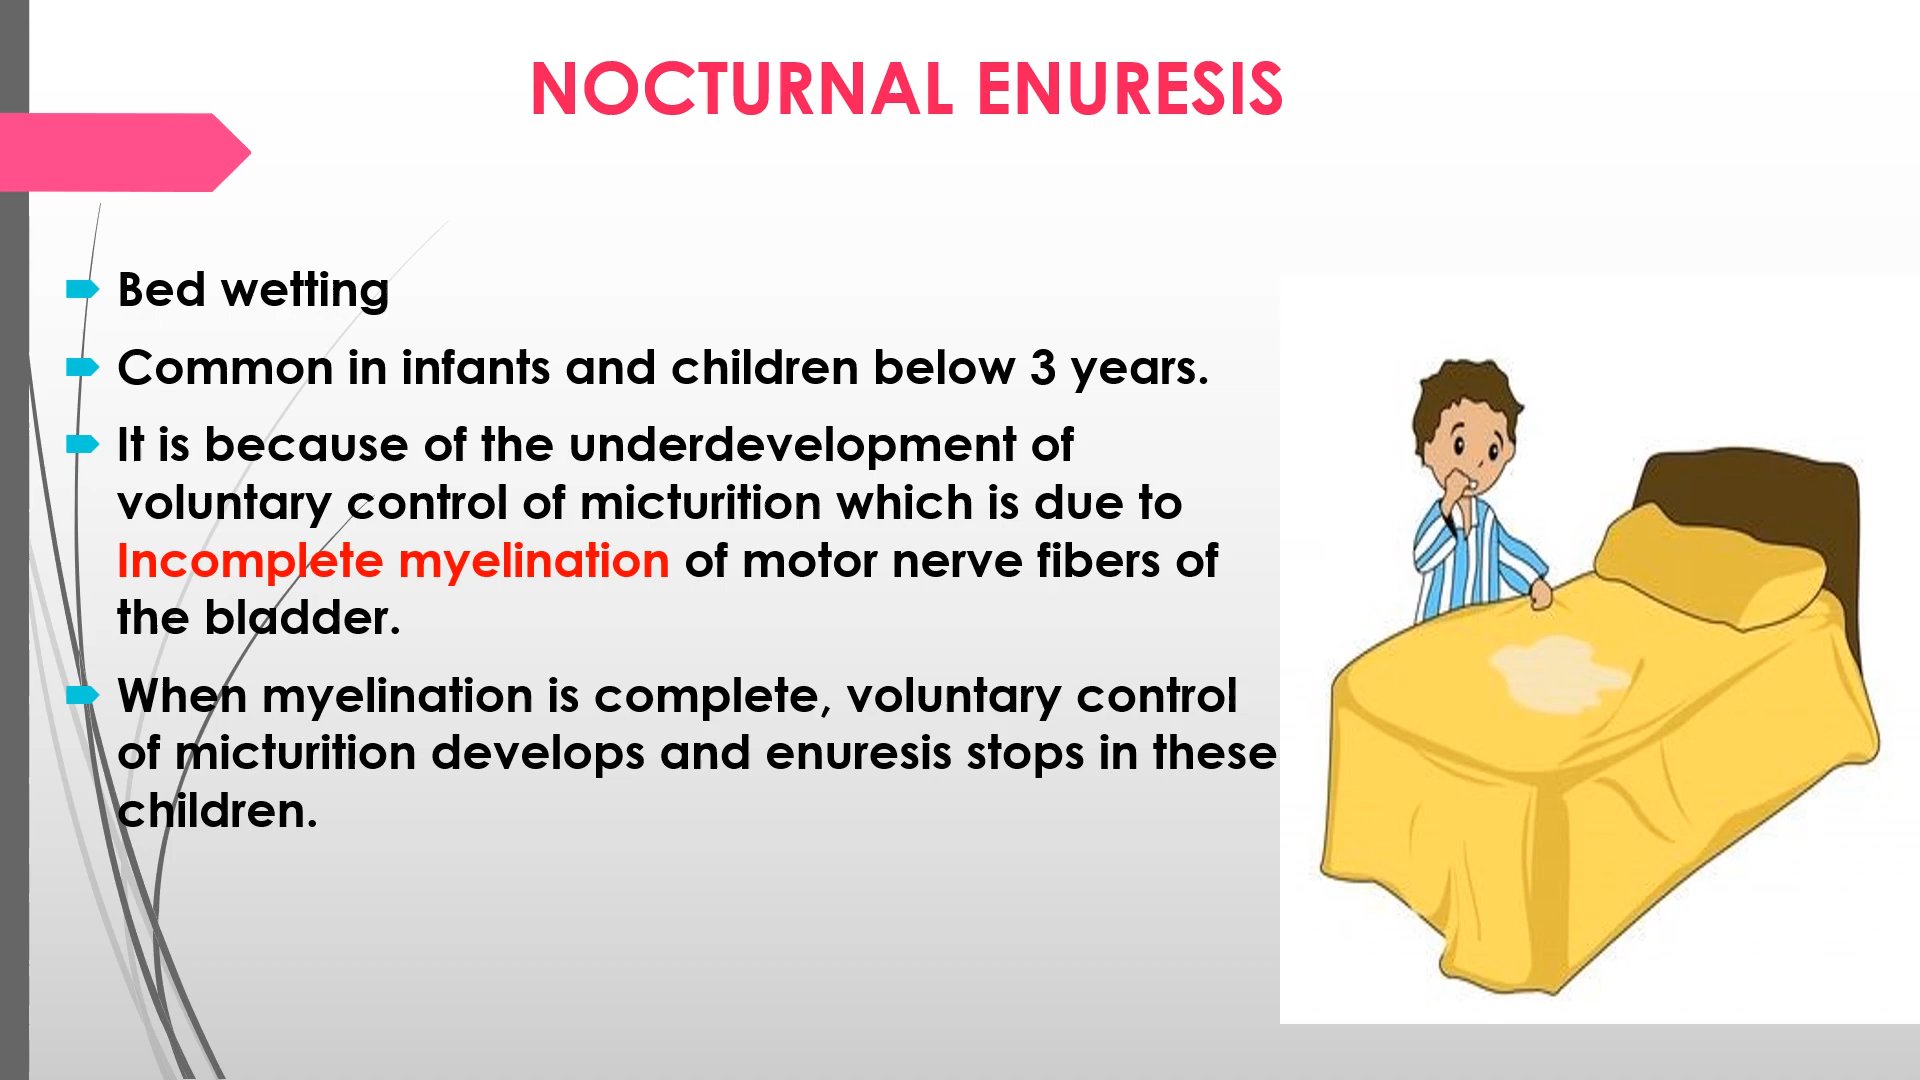 NOCTURNAL ENURESIS
Bed wetting
Common in infants and children below 3 years.
It is because of the underdevelopment of
voluntary control of micturition which is due to
Incomplete myelination of motor nerve fibers of
the bladder.
When myelination is complete, voluntary control
of micturition develops and enuresis stops in these
children.